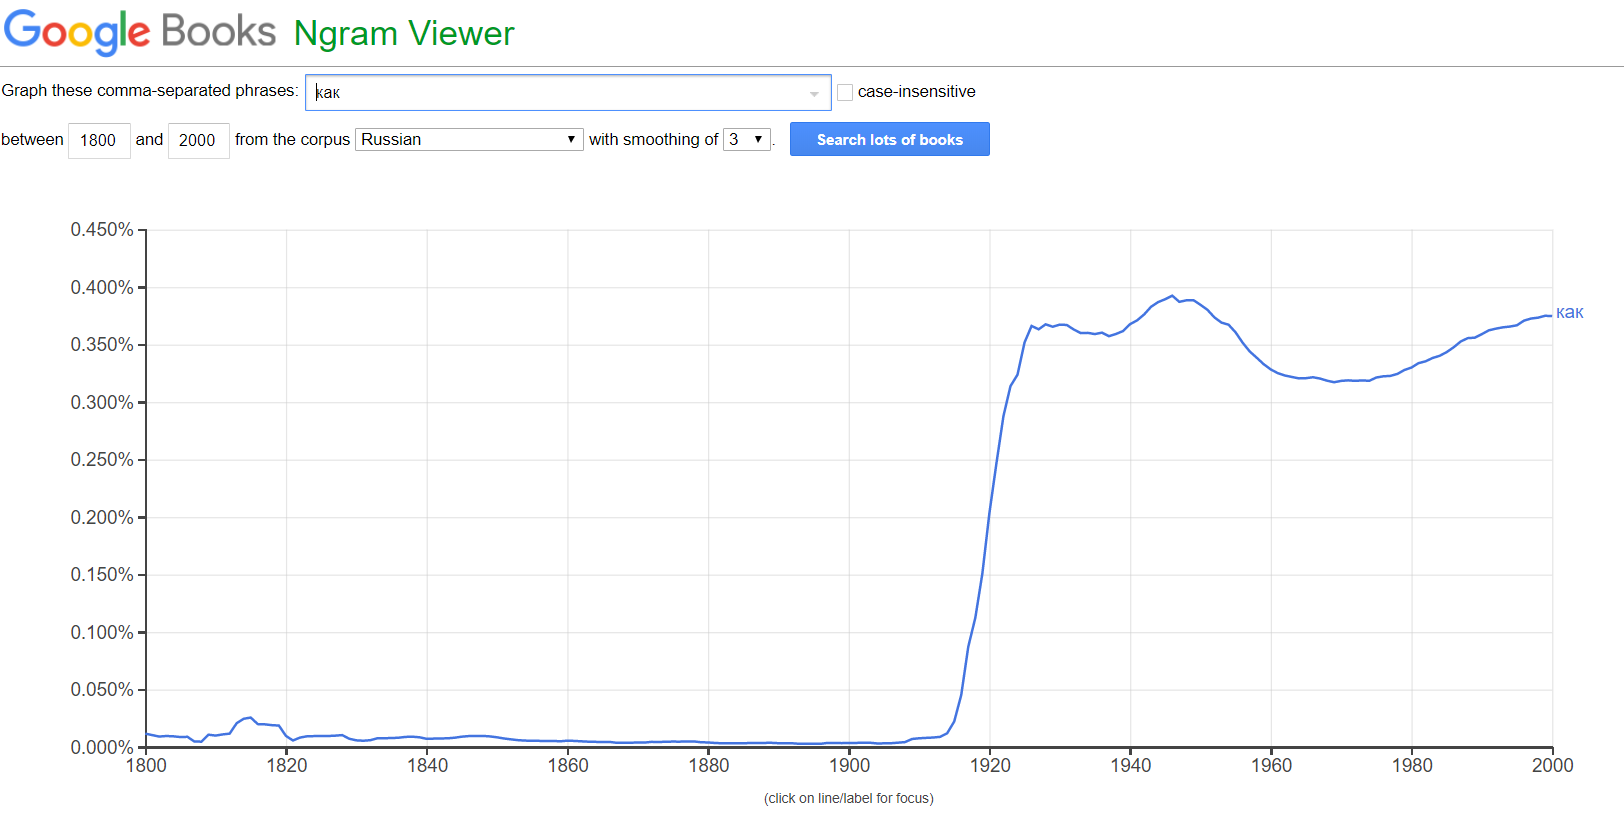 Google Books Ngram Viewer
Graph these comma-separated phrases: как case-insensitive
between 1800 and 2000 from the corpus Russian with smoothing of 3 . Search lots of books
0.450%
0.400%
0.350%
0.300%
0.250%
0.200%
0.150%
0.100%
0.050%
0.000%
как
1800 1820 1840 1860 1880 1900 1920 1940 1960 1980 2000
(click on line/label for focus)